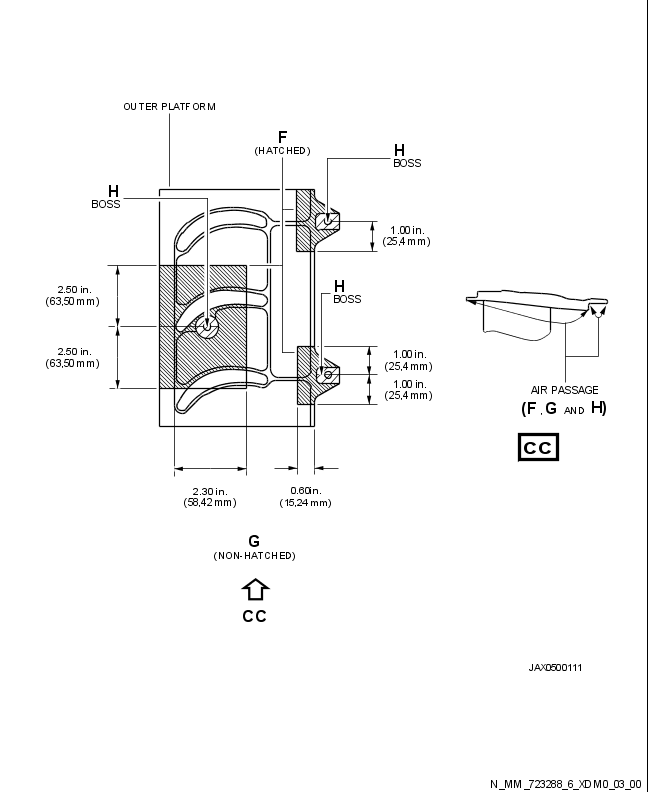 OUTER PLATFORM
F
(HATCHED)
H
BOSS
H
BOSS
1.00 in.
(25,4 mm)
2.50 in.
(63,50 mm)
H
BOSS
2.50 in.
(63,50 mm)
1.00 in.
(25,4 mm)
1.00 in.
(25,4 mm)
AIR PASSAGE
(F , G AND H)
CC
2.30 in.
(58,42 mm)
0.60in.
(15,24 mm)
G
(NON-HATCHED)
CC
JAX0500111
N_MM_723288_6_XDM0_03_00